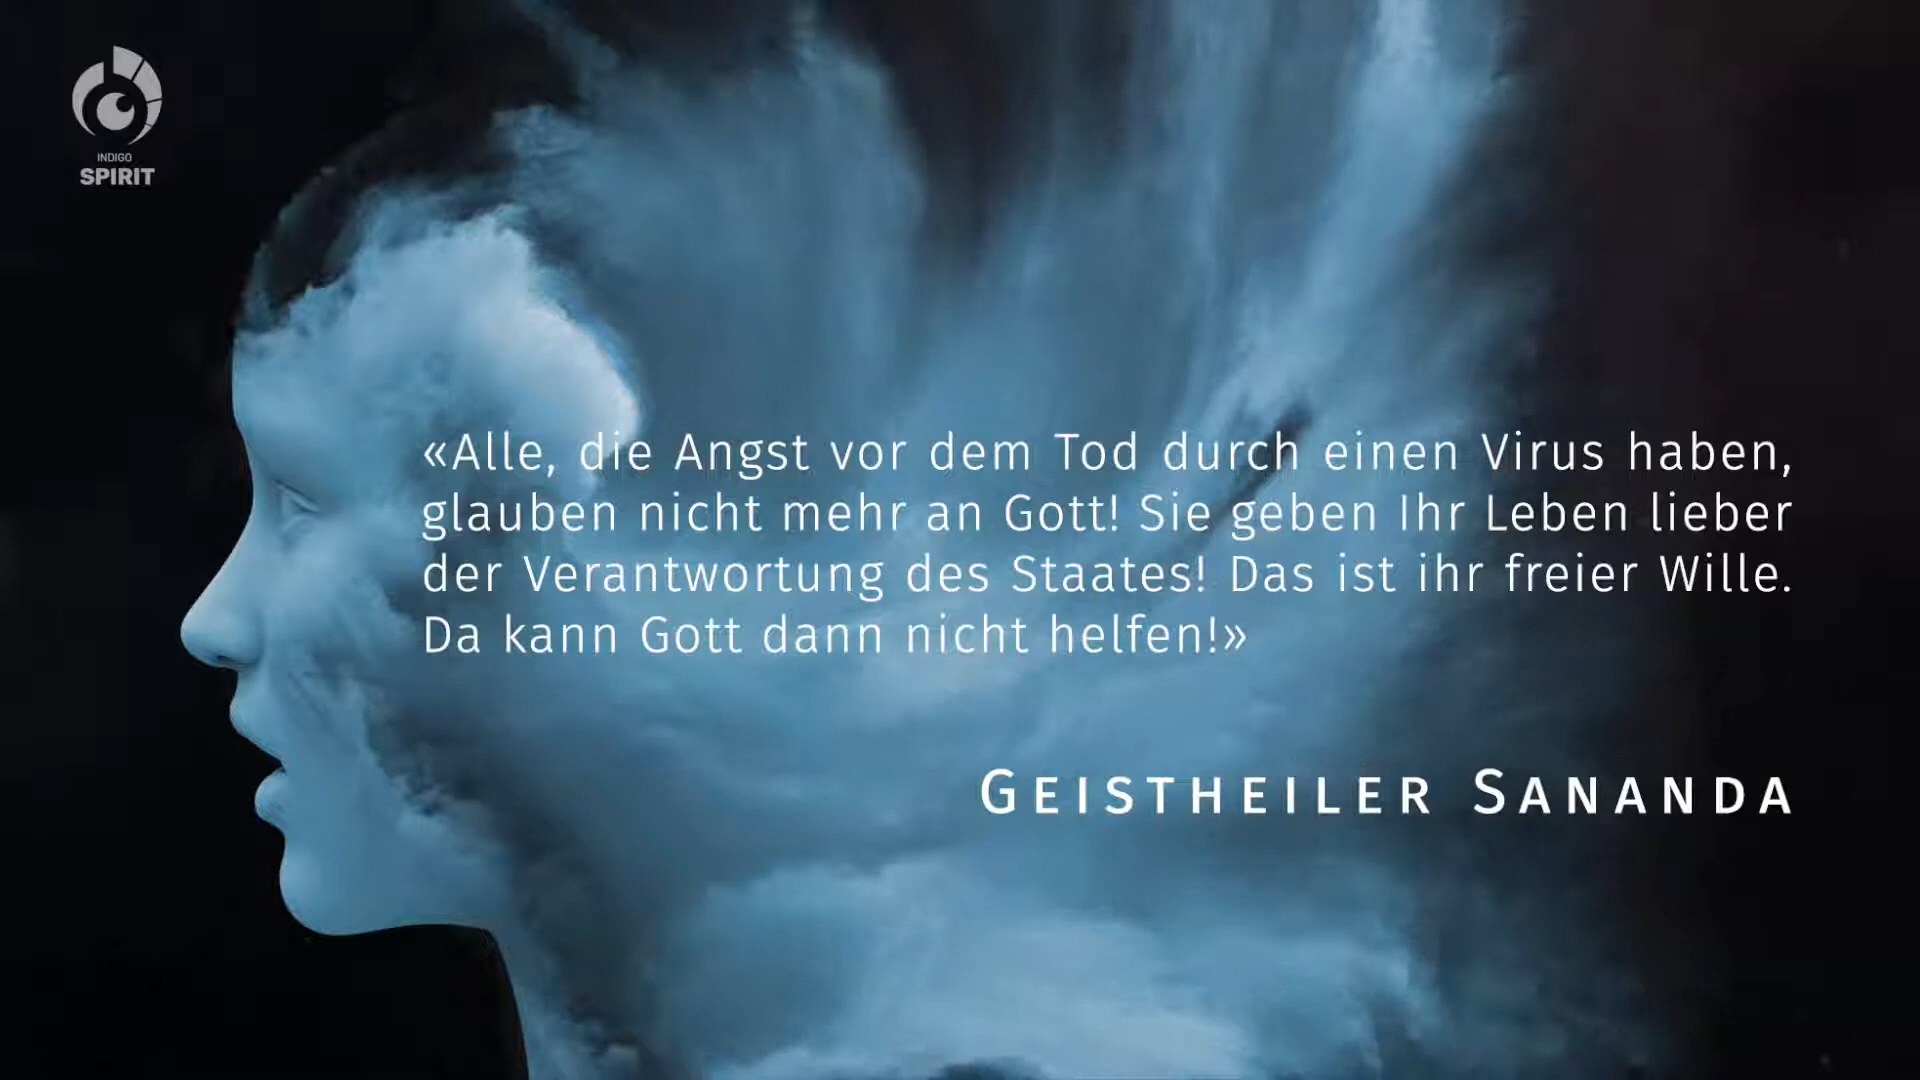 INDIGO
SPIRIT
«Alle, die Angst vor dem Tod durch einen Virus haben,
glauben nicht mehr an Gott! Sie geben Ihr Leben lieber
der Verantwortung des Staates! Das ist ihr freier Wille.
Da kann Gott dann nicht helfen!»
GEISTHEILER SANANDA